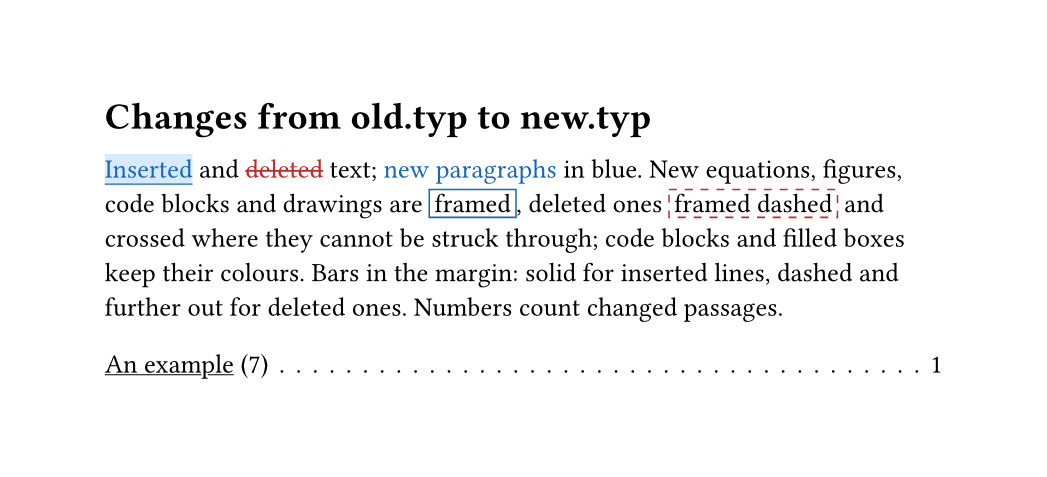 Changes from old.typ to new.typ
Inserted and deleted text; new paragraphs in blue. New equations, figures,
code blocks and drawings are framed, deleted ones framed dashed and
crossed where they cannot be struck through; code blocks and filled boxes
keep their colours. Bars in the margin: solid for inserted lines, dashed and
further out for deleted ones. Numbers count changed passages.
An example (7) . . . . . . . . . . . . . . . . . . . . . . . . . . . . . . . . . . . . . . . 1